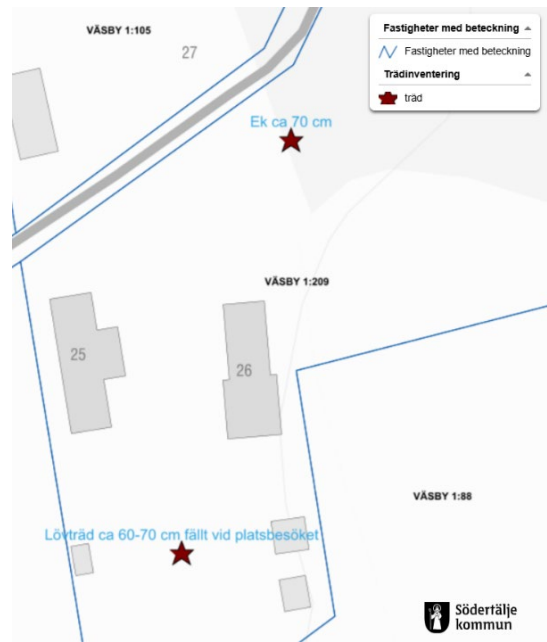 VÄSBY 1:105
27
Fastigheter med beteckning
Fastigheter med beteckning
Trädinventering
träd
Ek ca 70 cm
VÄSBY 1:209
25
26
VÄSBY 1:88
Lövträd ca 60-70 cm fällt vid platsbesöket
Södertälje
kommun